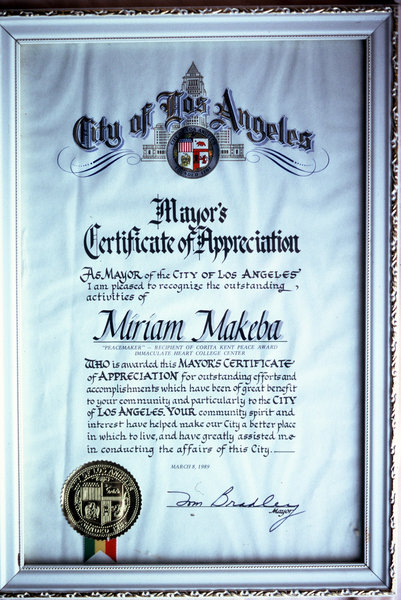 City of Los Angeles
Mayor's
Certificate of Appreciation
AS MAYOR of the CITY OF LOS ANGELES
I am pleased to recognize the outstanding
activities of
Miriam Makeba
"PEACEMAKER" – RECIPIENT OF CORITA KENT PEACE AWARD
IMMACULATE HEART COLLEGE CENTER
WHO is awarded this MAYOR'S CERTIFICATE
of APPRECIATION for outstanding efforts and
accomplishments which have been of great benefit
to your community and particularly to the CITY
OF LOS ANGELES. YOUR community spirit and
interest have helped make our City a better place
in which to live, and have greatly assisted me
in conducting the affairs of this City.
MARCH 8, 1989
Tom Bradley
Mayor